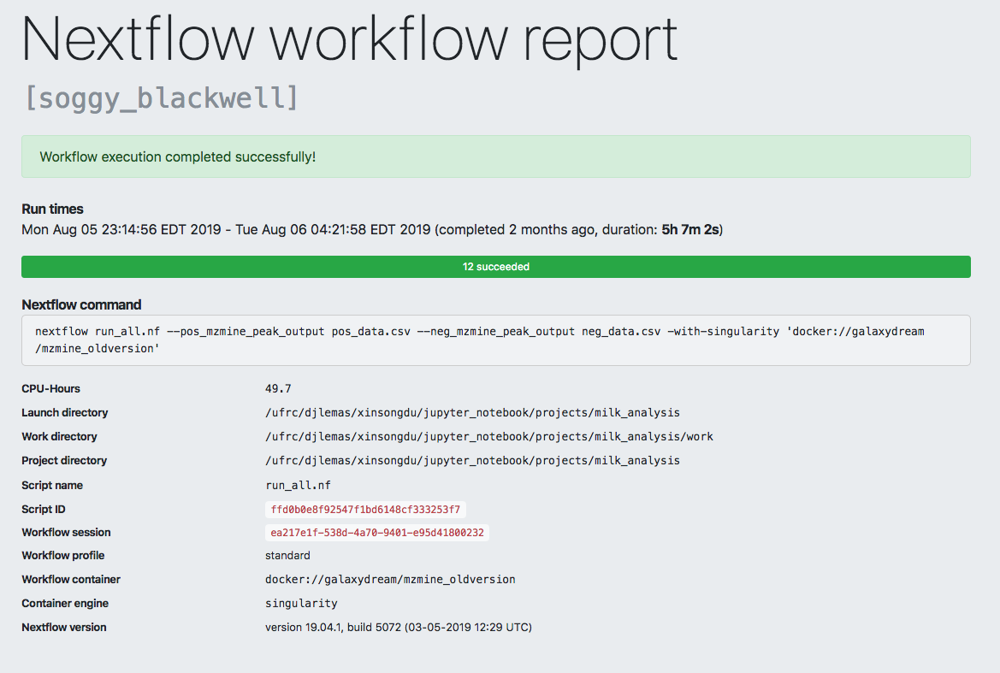 Nextflow workflow report
[soggy_blackwell]
Workflow execution completed successfully!
Run times
Mon Aug 05 23:14:56 EDT 2019 - Tue Aug 06 04:21:58 EDT 2019 (completed 2 months ago, duration: 5h 7m 2s)
12 succeeded
Nextflow command
nextflow run_all.nf --pos_mzmine_peak_output pos_data.csv --neg_mzmine_peak_output neg_data.csv -with-singularity 'docker://galaxydream
/mzmine_oldversion'
CPU-Hours 49.7
Launch directory /ufrc/djlemas/xinsongdu/jupyter_notebook/projects/milk_analysis
Work directory /ufrc/djlemas/xinsongdu/jupyter_notebook/projects/milk_analysis/work
Project directory /ufrc/djlemas/xinsongdu/jupyter_notebook/projects/milk_analysis
Script name run_all.nf
Script ID ffd0b0e8f92547f1bd6148cf333253f7
Workflow session ea217e1f-538d-4a70-9401-e95d41800232
Workflow profile standard
Workflow container docker://galaxydream/mzmine_oldversion
Container engine singularity
Nextflow version version 19.04.1, build 5072 (03-05-2019 12:29 UTC)